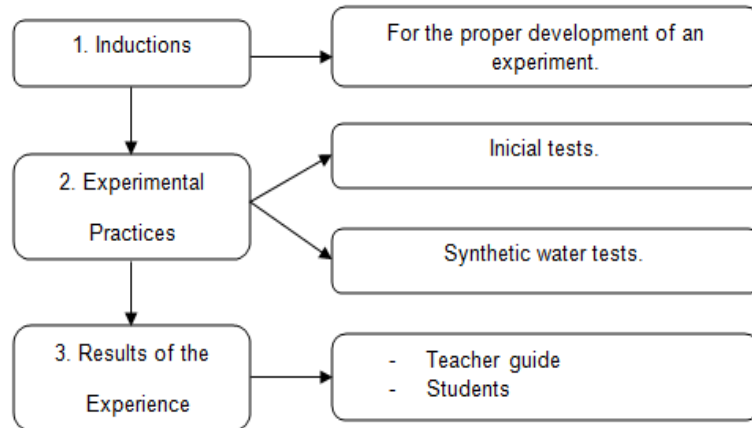 1. Inductions
For the proper development of an
experiment.
2. Experimental
Practices
Inicial tests.
Synthetic water tests.
3. Results of the
Experience
- Teacher guide
- Students